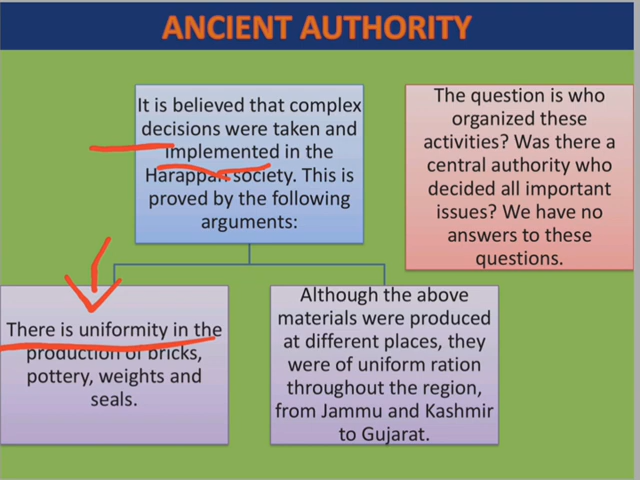 ANCIENT AUTHORITY
It is believed that complex
decisions were taken and
implemented in the
Harappan society. This is
proved by the following
arguments:
The question is who
organized these
activities? Was there a
central authority who
decided all important
issues? We have no
answers to these
questions.
There is uniformity in the
production of bricks,
pottery, weights and
seals.
Although the above
materials were produced
at different places, they
were of uniform ration
throughout the region,
from Jammu and Kashmir
to Gujarat.